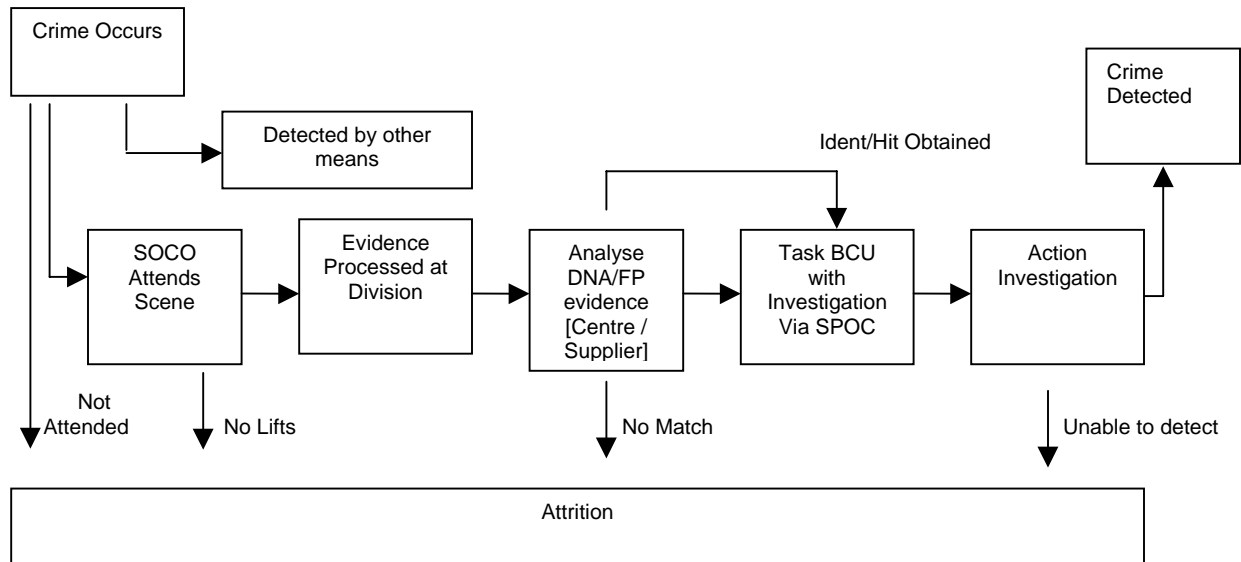 Crime Occurs
Crime
Detected
Detected by other
means
Ident/Hit Obtained
SOCO
Attends
Scene
Evidence
Processed at
Division
Analyse
DNA/FP
evidence
[Centre /
Supplier]
Task BCU
with
Investigation
Via SPOC
Action
Investigation
Not
Attended
No Lifts
No Match
Unable to detect
Attrition